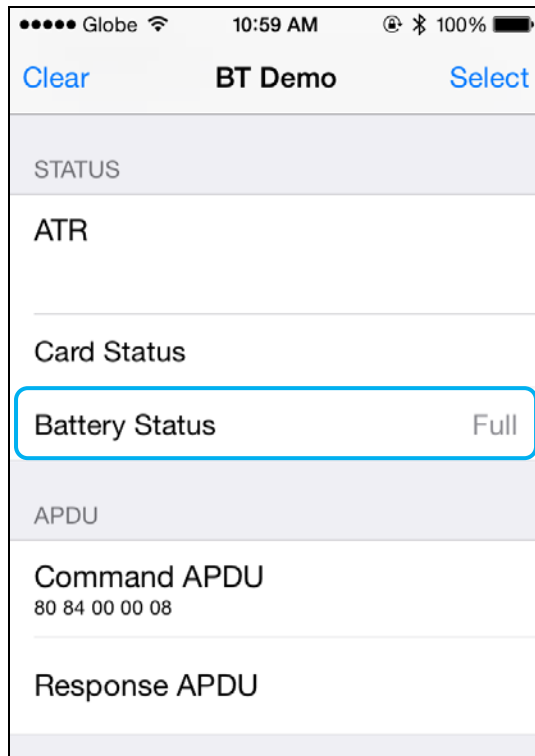 Globe 10:59 AM 100%
Clear BT Demo Select
STATUS
ATR
Card Status
Battery Status Full
APDU
Command APDU
80 84 00 00 08
Response APDU